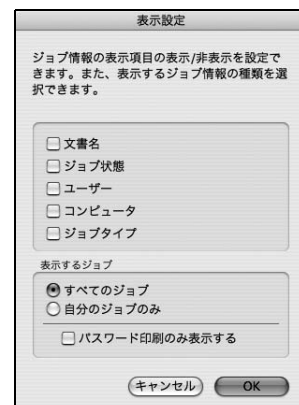 表示設定
ジョブ情報の表示項目の表示/非表示を設定で
きます。また、表示するジョブ情報の種類を選
択できます。
文書名
ジョブ状態
ユーザー
コンピュータ
ジョブタイプ
表示するジョブ
すべてのジョブ
自分のジョブのみ
パスワード印刷のみ表示する
キャンセル OK